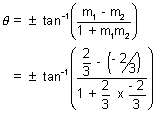 θ = ± tan⁻¹((m₁ - m₂)/(1 + m₁m₂))
= ± tan⁻¹((2/3 - (-2/3))/(1 + 2/3 x -2/3))